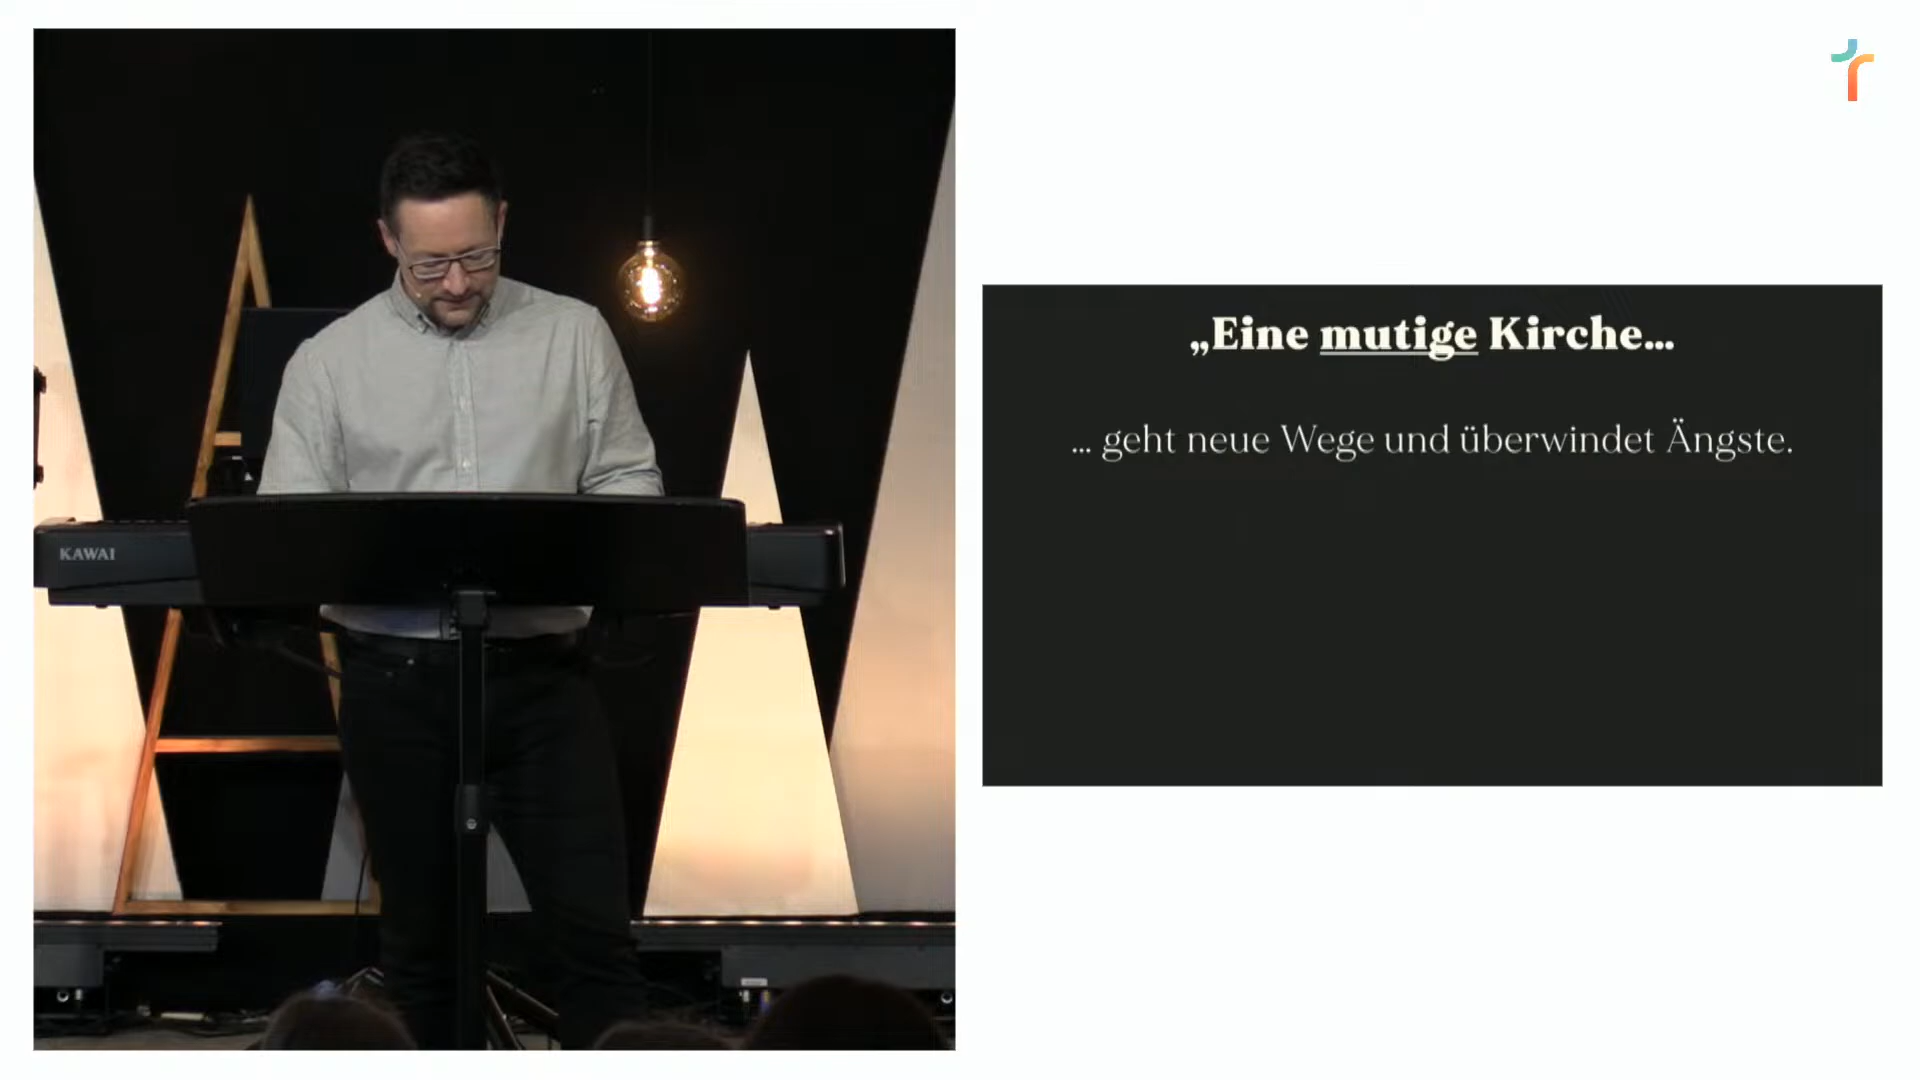 KAWAI
„Eine mutige Kirche...
... geht neue Wege und überwindet Ängste.